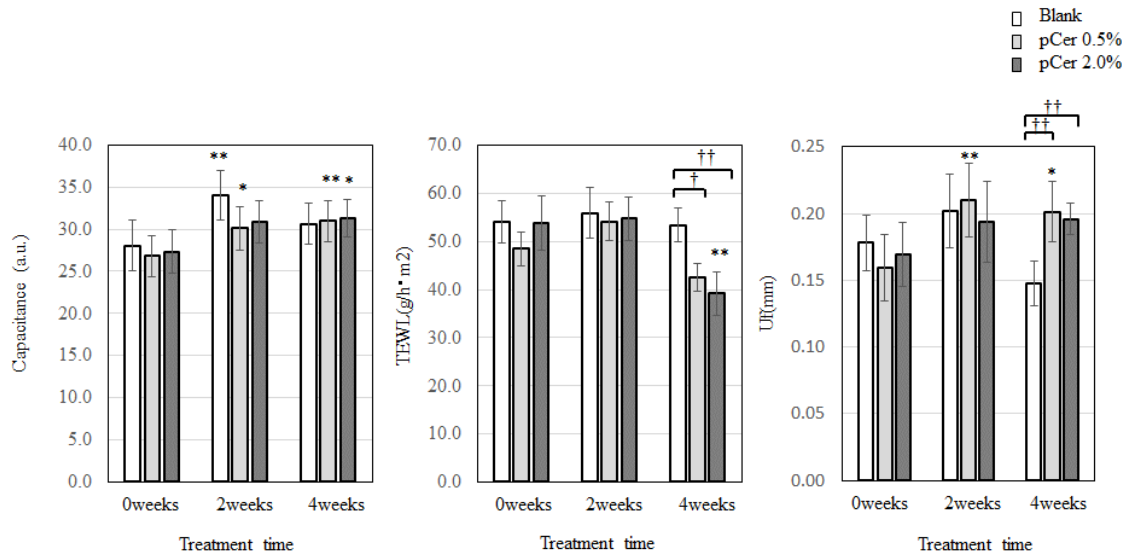 Blank
pCer 0.5%
pCer 2.0%
Capacitance (a.u.)
40.0
35.0
30.0
25.0
20.0
15.0
10.0
5.0
0.0
**
*
** *
0weeks 2weeks 4weeks
Treatment time
TEWL(g/h・m2)
70.0
60.0
50.0
40.0
30.0
20.0
10.0
0.0
††
†
**
0weeks 2weeks 4weeks
Treatment time
Uf(mm)
0.25
0.20
0.15
0.10
0.05
0.00
††
††
**
*
0weeks 2weeks 4weeks
Treatment time